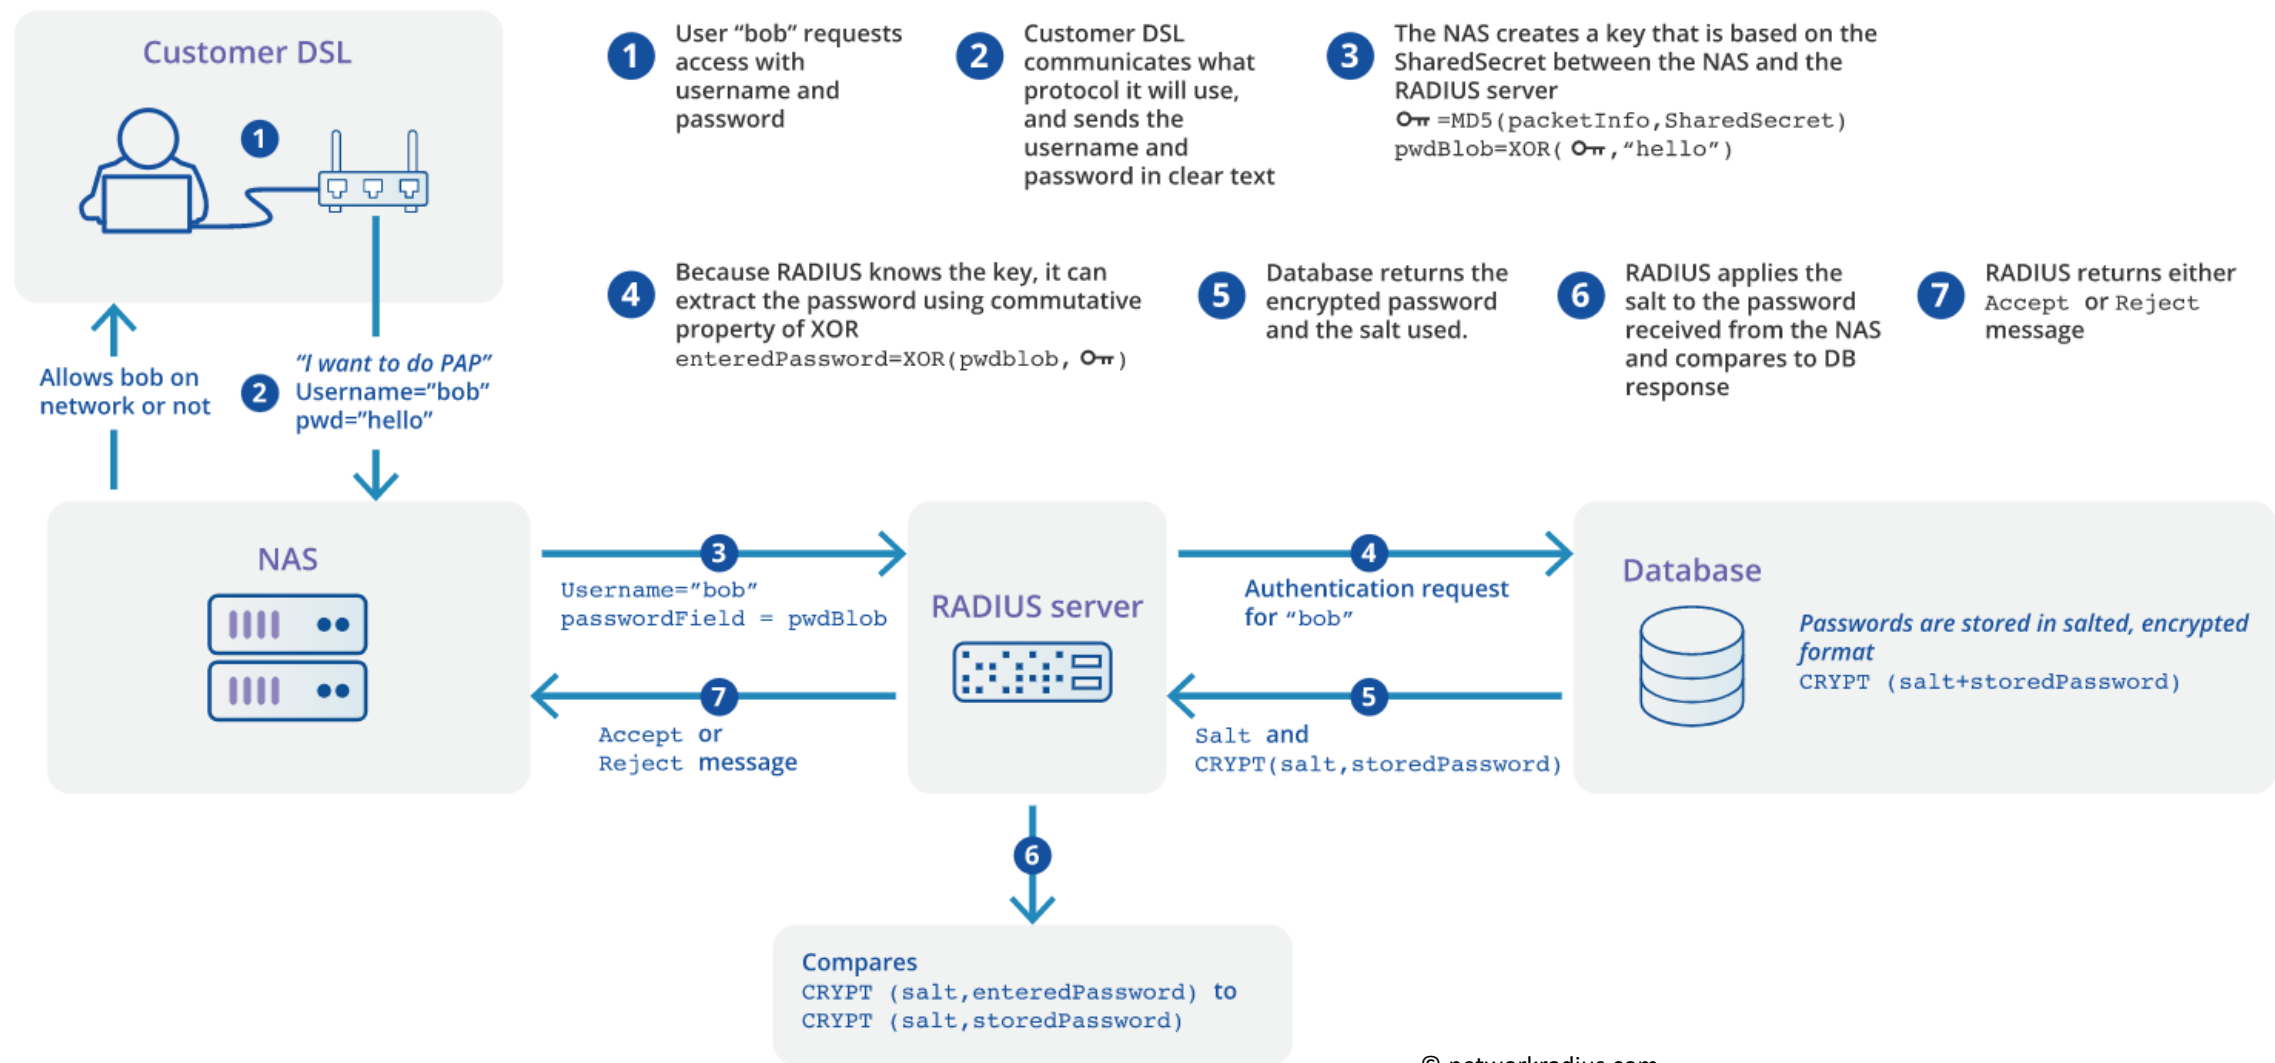 Customer DSL
1
1
User “bob” requests
access with
username and
password
2
Customer DSL
communicates what
protocol it will use,
and sends the
username and
password in clear text
3
The NAS creates a key that is based on the
SharedSecret between the NAS and the
RADIUS server
=MD5(packetInfo,SharedSecret)
pwdBlob=XOR( ,“hello”)
4
Because RADIUS knows the key, it can
extract the password using commutative
property of XOR
enteredPassword=XOR(pwdblob, )
5
Database returns the
encrypted password
and the salt used.
6
RADIUS applies the
salt to the password
received from the NAS
and compares to DB
response
7
RADIUS returns either
Accept or Reject
message
Allows bob on
network or not
2
“I want to do PAP”
Username=”bob”
pwd=”hello”
NAS
3
Username=”bob”
passwordField = pwdBlob
7
Accept or
Reject message
RADIUS server
4
Authentication request
for “bob”
5
Salt and
CRYPT(salt,storedPassword)
Database
Passwords are stored in salted, encrypted
format
CRYPT (salt+storedPassword)
6
Compares
CRYPT (salt,enteredPassword) to
CRYPT (salt,storedPassword)
© networkradius.com